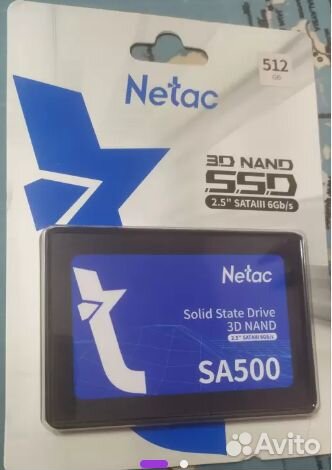 512
GB
Netac
3D NAND
SSD
2.5" SATAIII 6Gb/s
Netac
Solid State Drive
3D NAND
2.5" SATAIII 6Gb/s
SA500
Avito